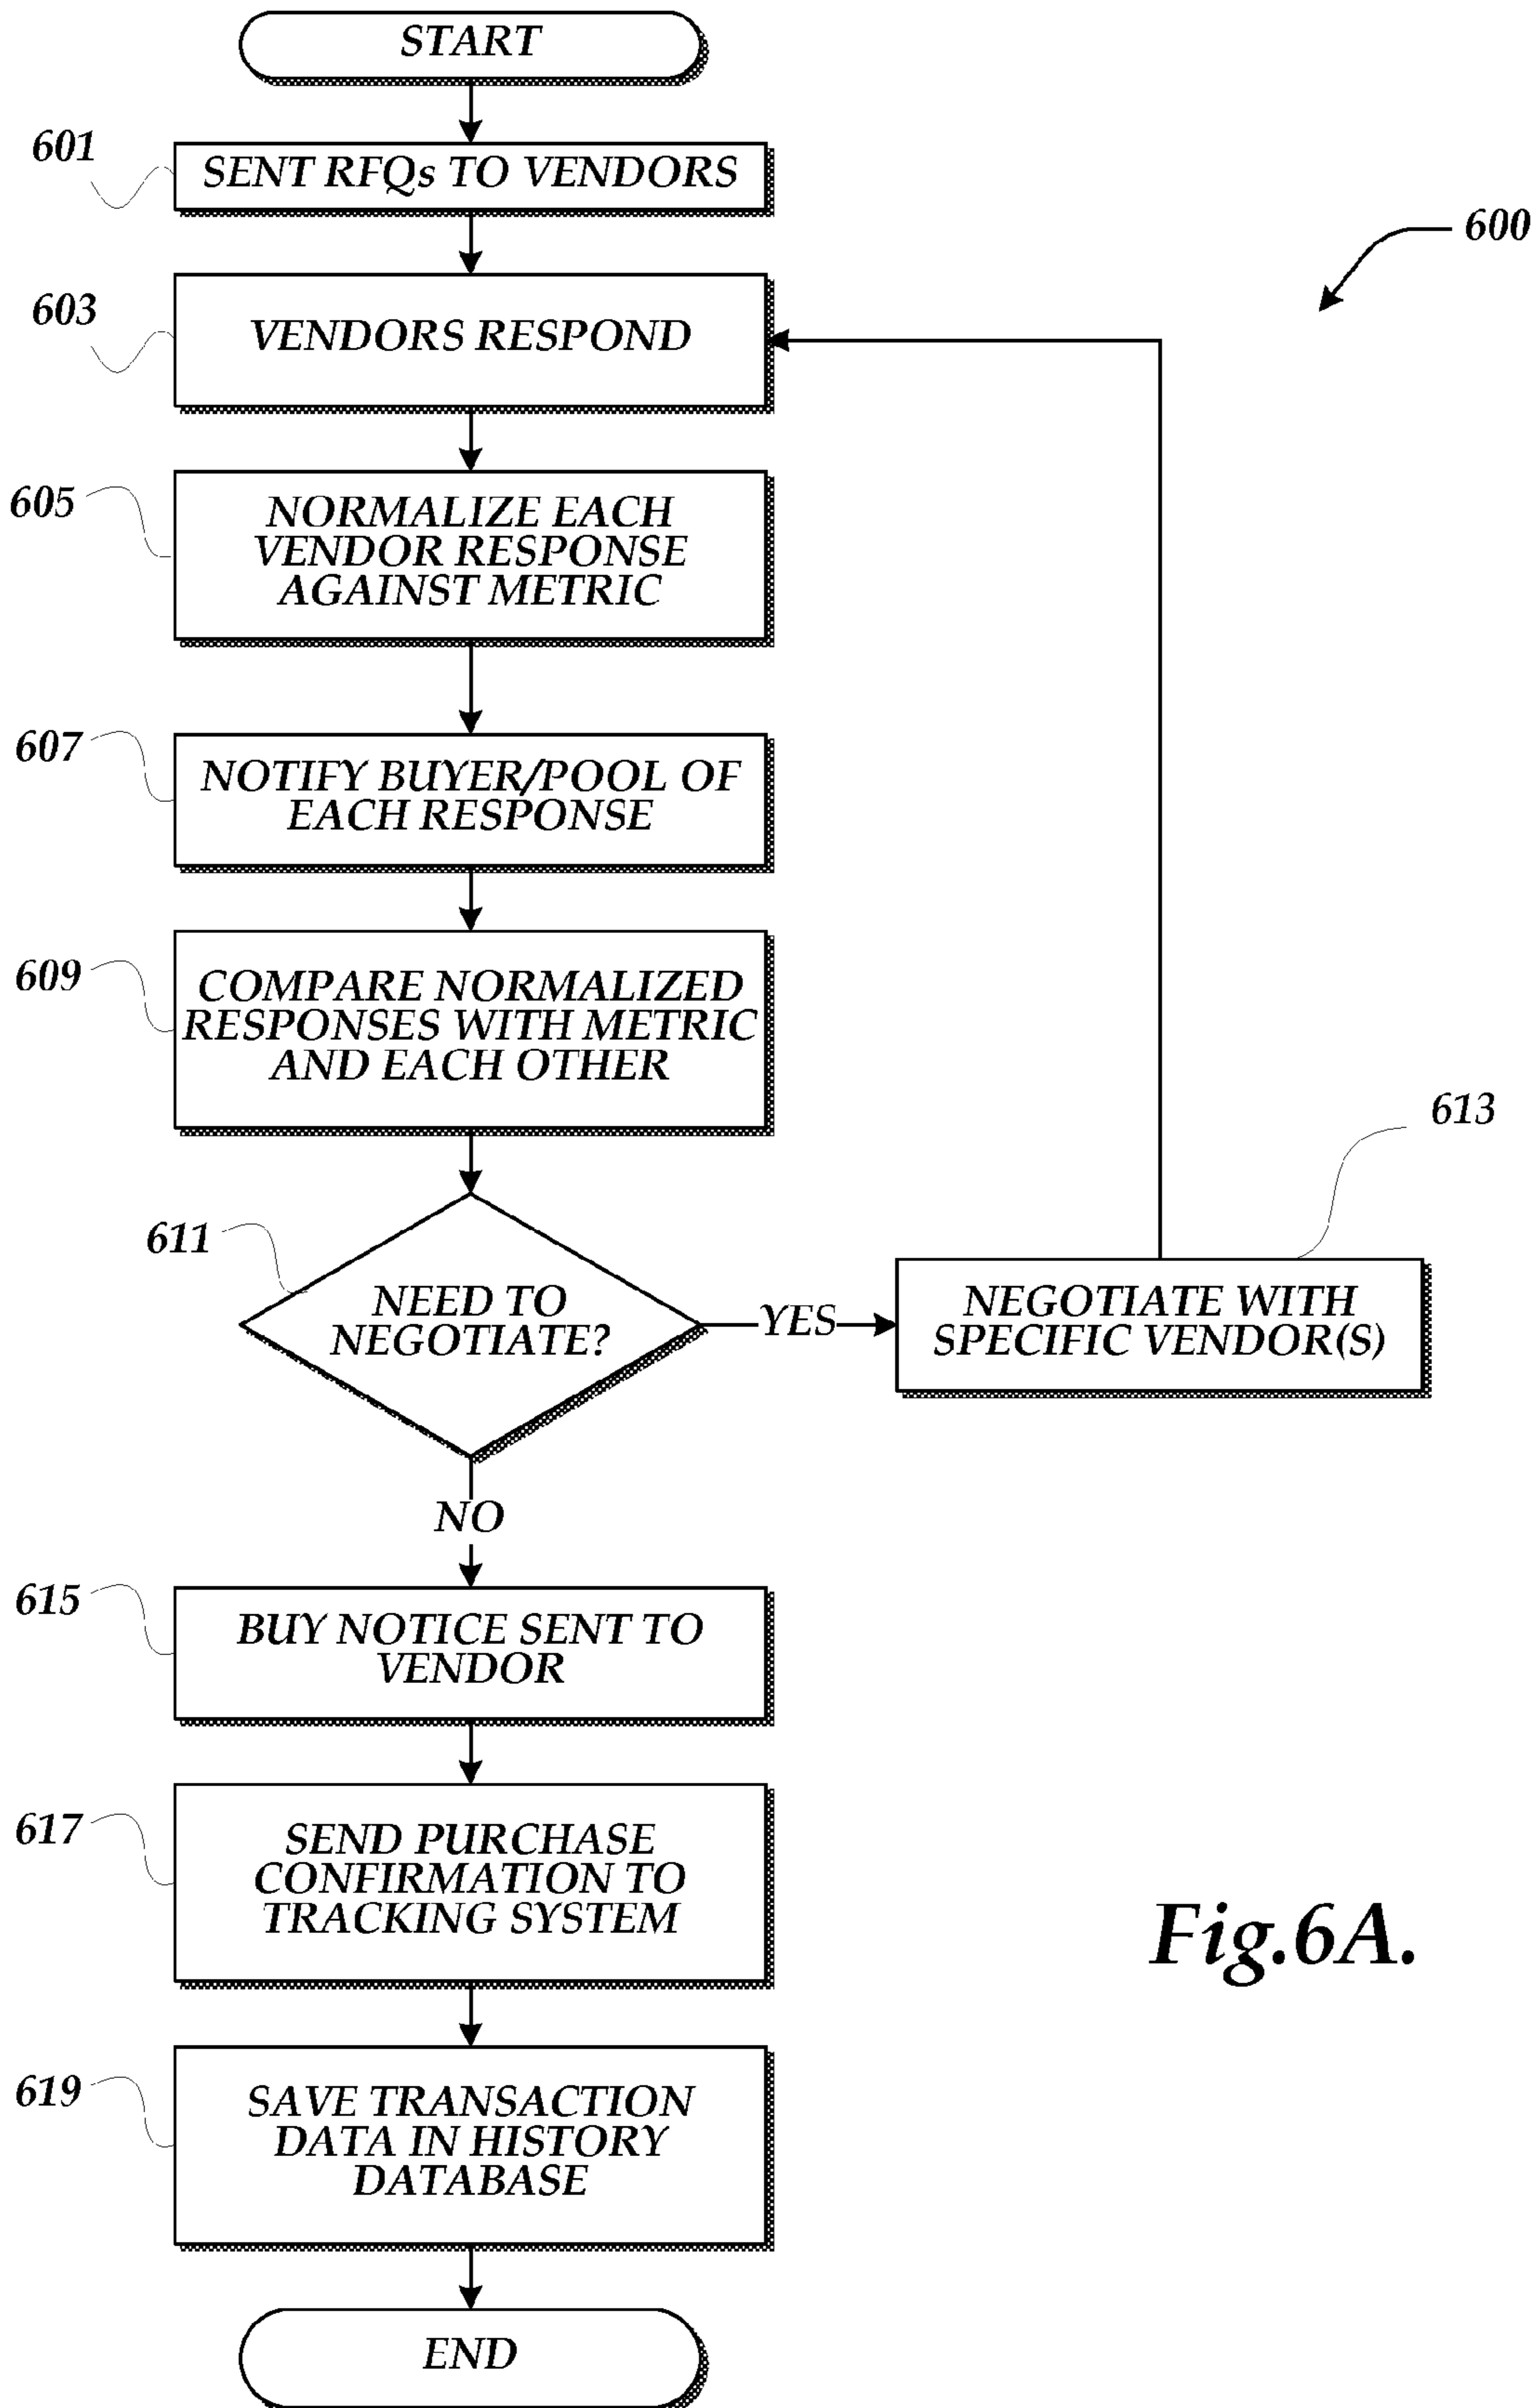 START
601
SENT RFQs TO VENDORS
600
603
VENDORS RESPOND
605
NORMALIZE EACH
VENDOR RESPONSE
AGAINST METRIC
607
NOTIFY BUYER/POOL OF
EACH RESPONSE
609
COMPARE NORMALIZED
RESPONSES WITH METRIC
AND EACH OTHER
613
611
NEED TO
NEGOTIATE?
YES
NEGOTIATE WITH
SPECIFIC VENDOR(S)
NO
615
BUY NOTICE SENT TO
VENDOR
617
SEND PURCHASE
CONFIRMATION TO
TRACKING SYSTEM
Fig.6A.
619
SAVE TRANSACTION
DATA IN HISTORY
DATABASE
END